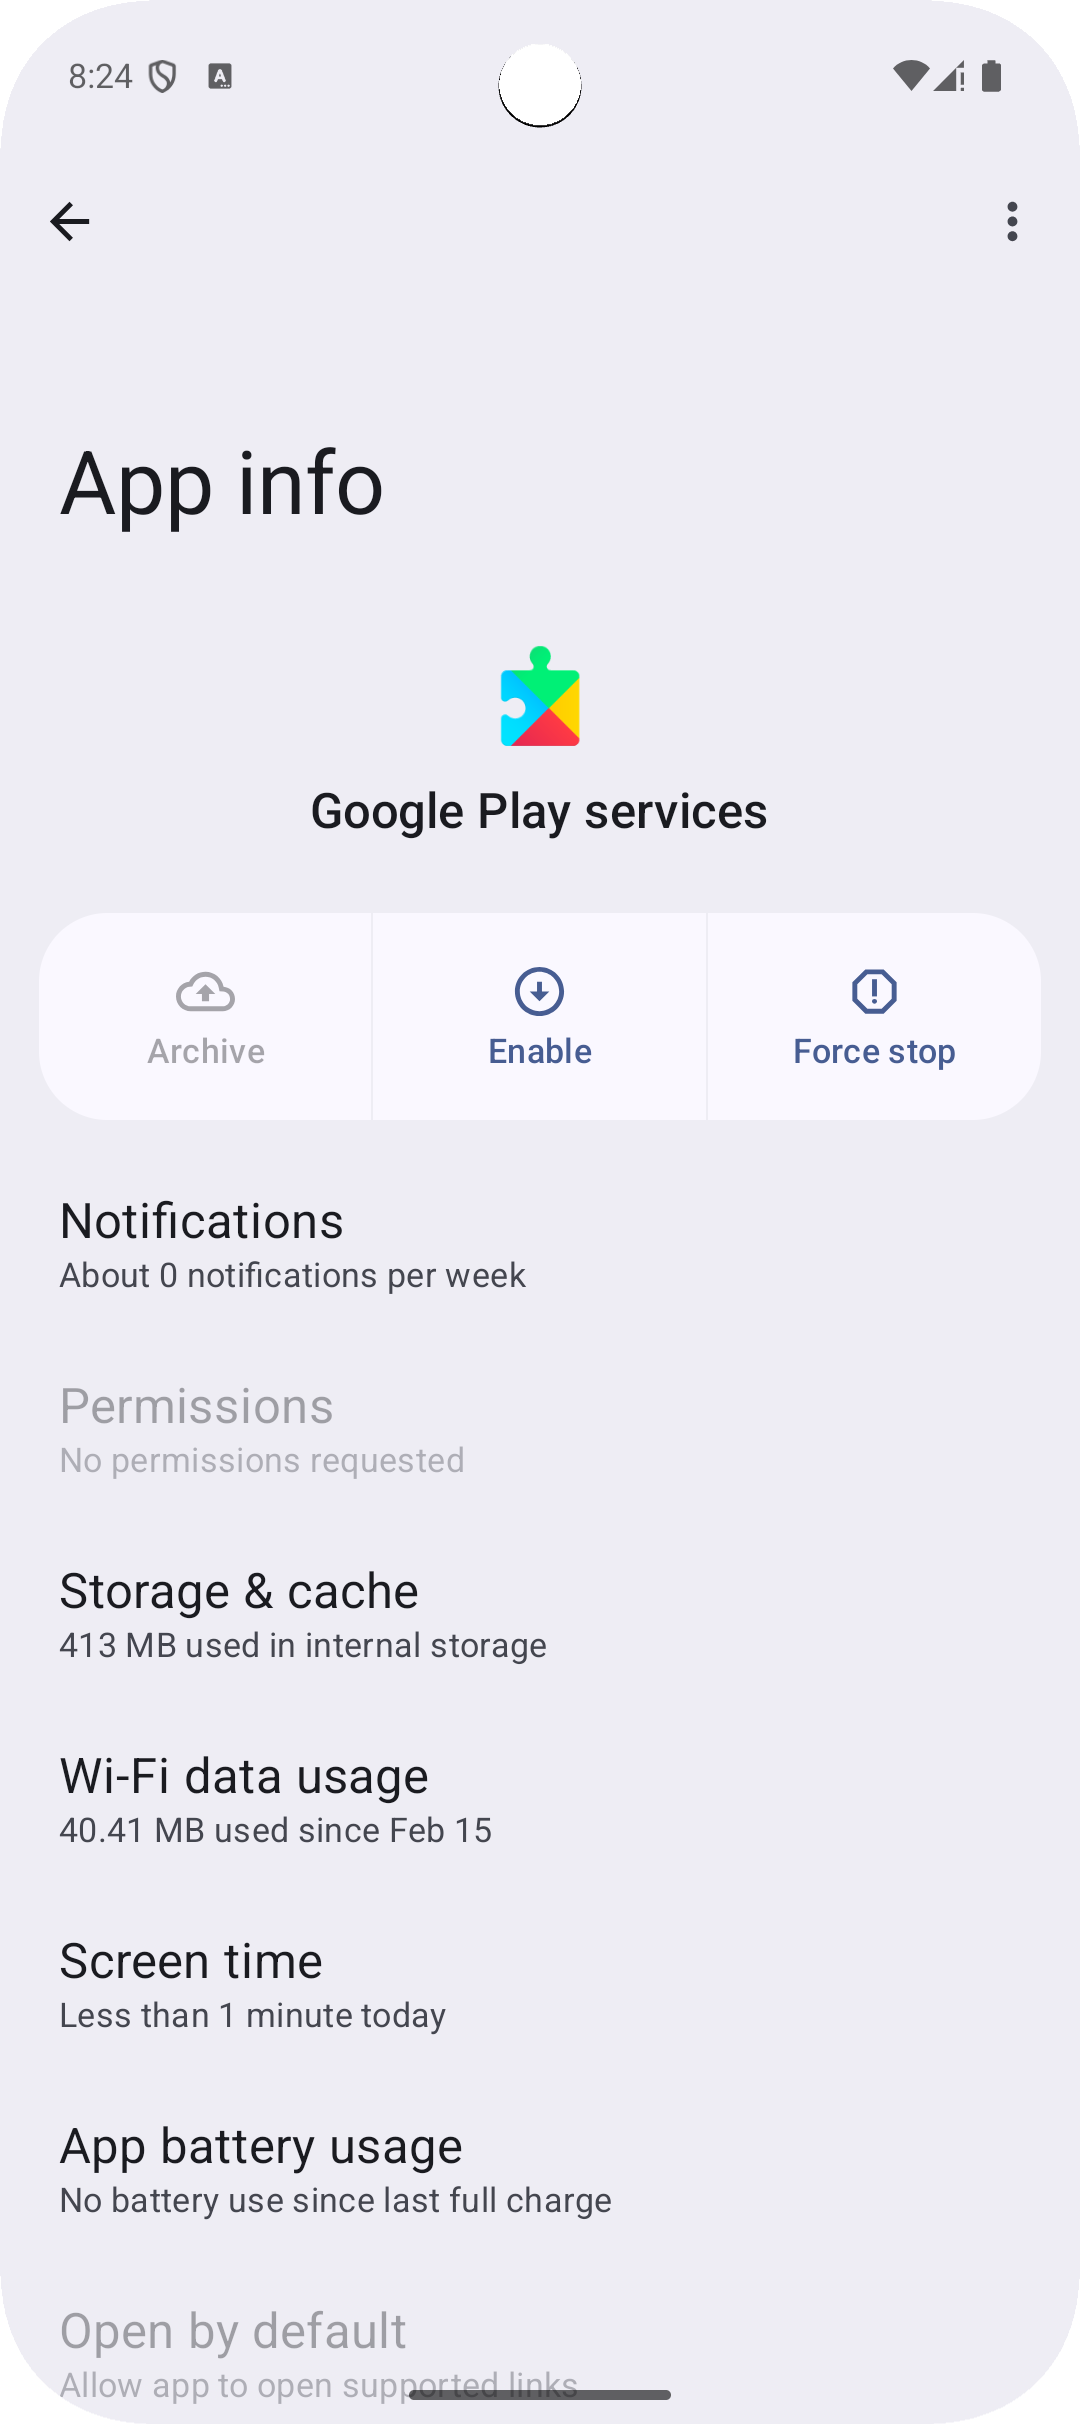 8:24
App info
Google Play services
Archive
Enable
Force stop
Notifications
About 0 notifications per week
Permissions
No permissions requested
Storage & cache
413 MB used in internal storage
Wi-Fi data usage
40.41 MB used since Feb 15
Screen time
Less than 1 minute today
App battery usage
No battery use since last full charge
Open by default
Allow app to open supported links